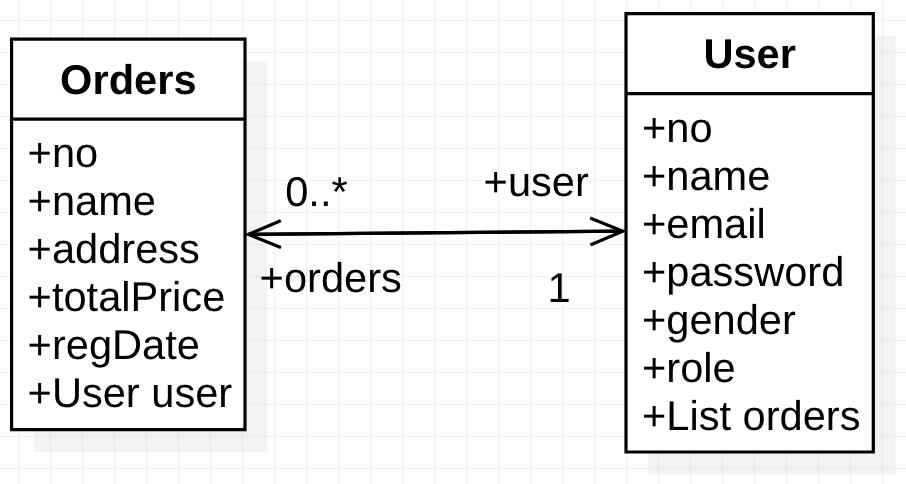 Orders
+no
+name
+address
+totalPrice
+regDate
+User user
0..*
+orders
+user
1
User
+no
+name
+email
+password
+gender
+role
+List orders